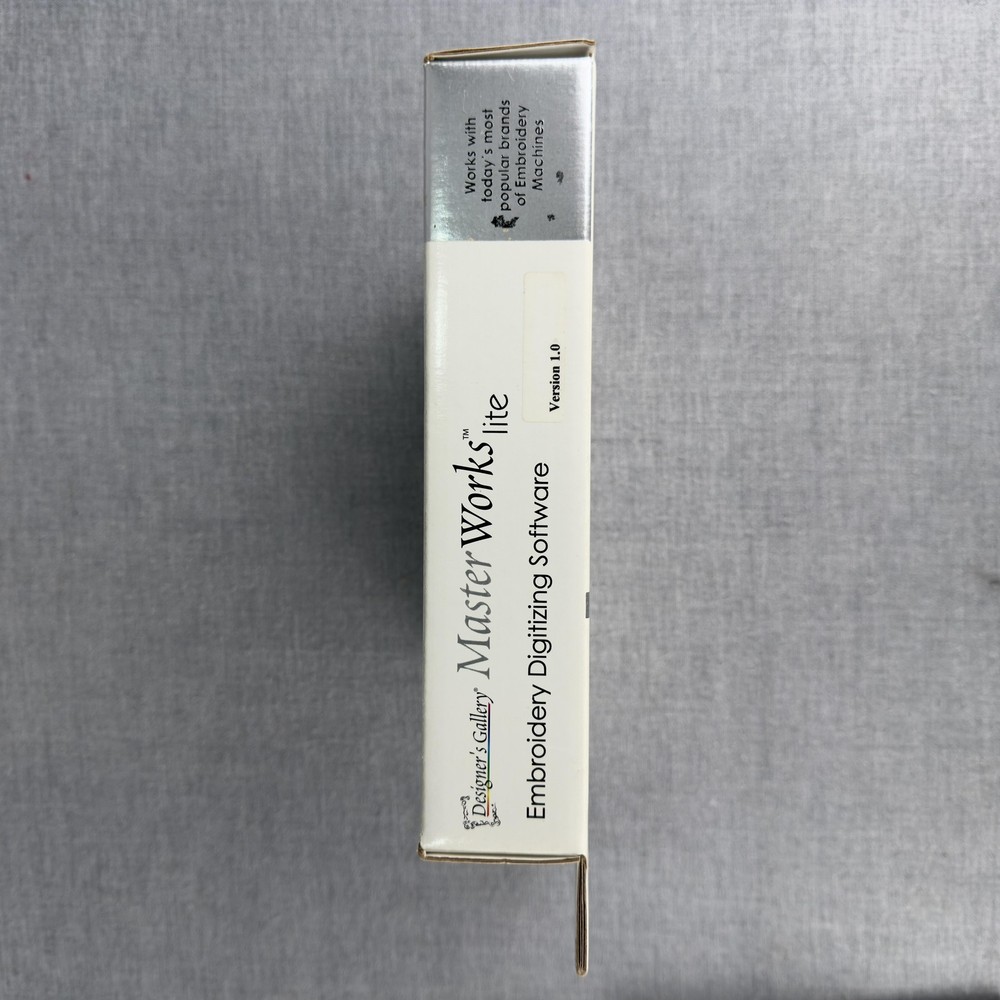 Designer's Gallery® MasterWorks™
lite
Embroidery Digitizing Software
Version 1.0
Works with
today's most
popular brands
of Embroidery
Machines